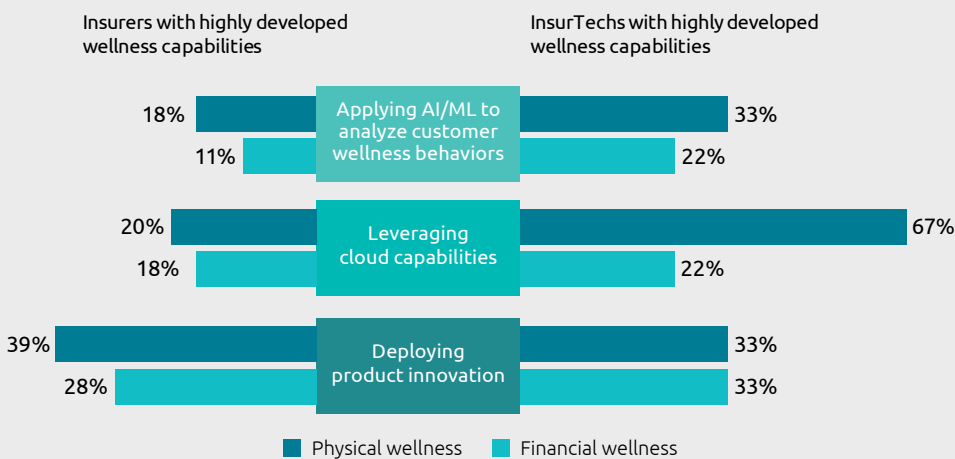 Insurers with highly developed
wellness capabilities
InsurTechs with highly developed
wellness capabilities
18%
Applying AI/ML to
analyze customer
wellness behaviors
33%
11%
22%
20%
Leveraging
cloud capabilities
67%
18%
22%
39%
Deploying
product innovation
33%
28%
33%
Physical wellness
Financial wellness